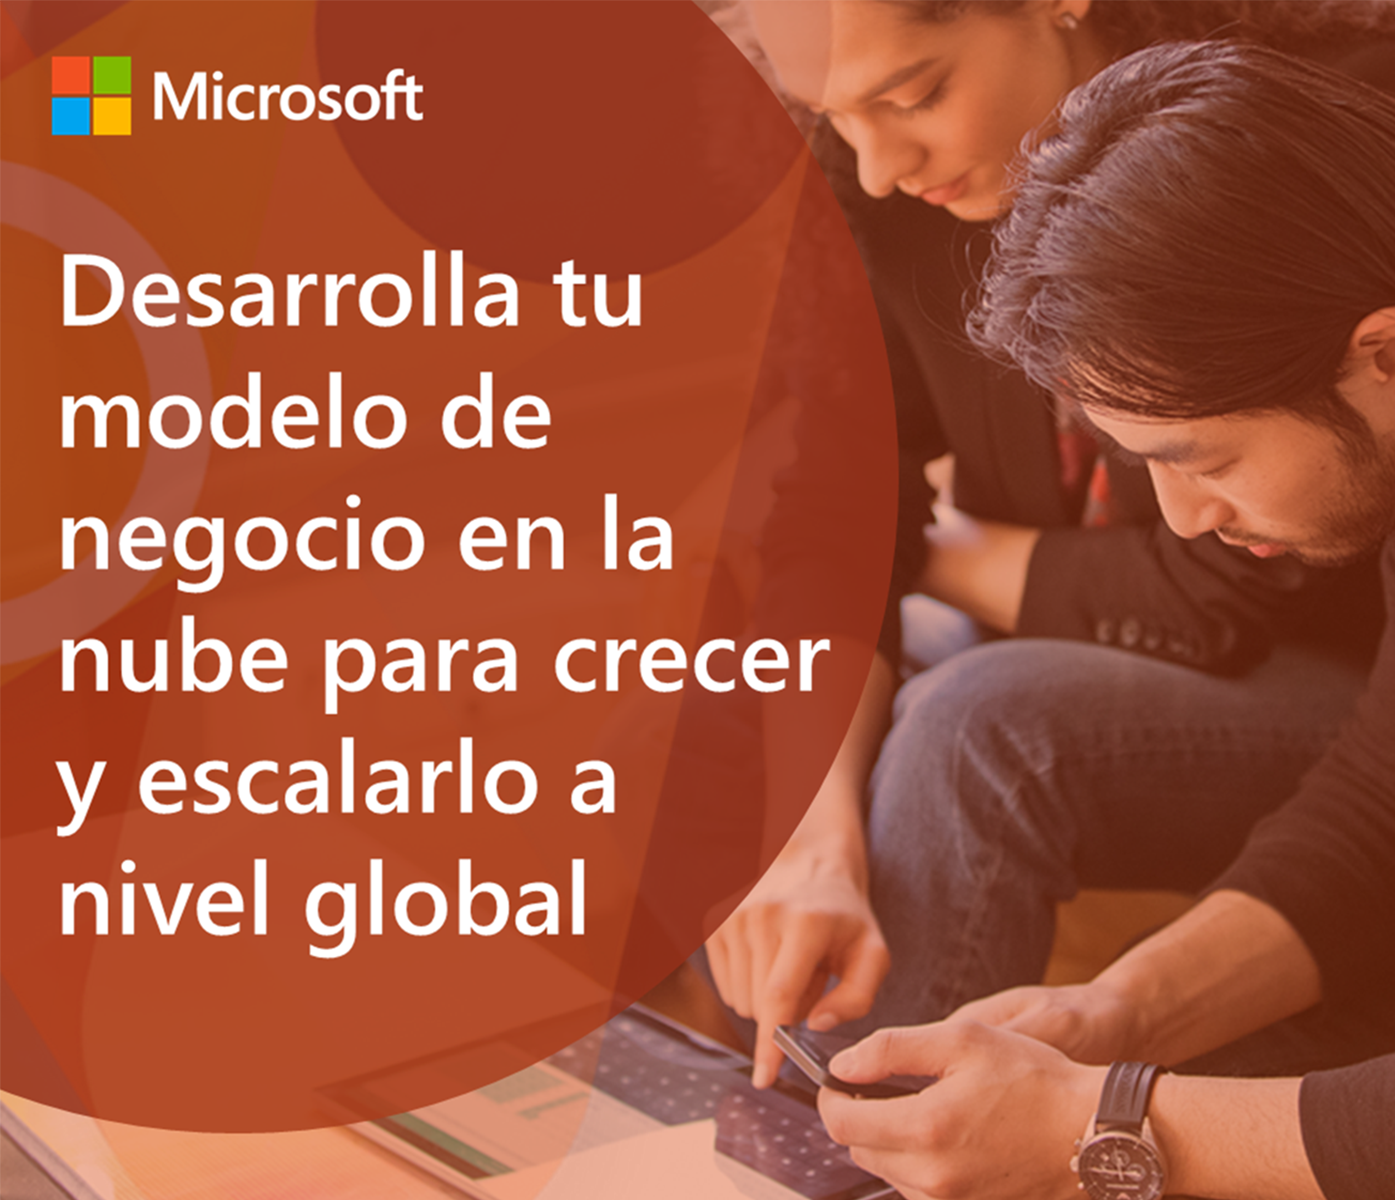 Microsoft
Desarrolla tu
modelo de
negocio en la
nube para crecer
y escalarlo a
nivel global